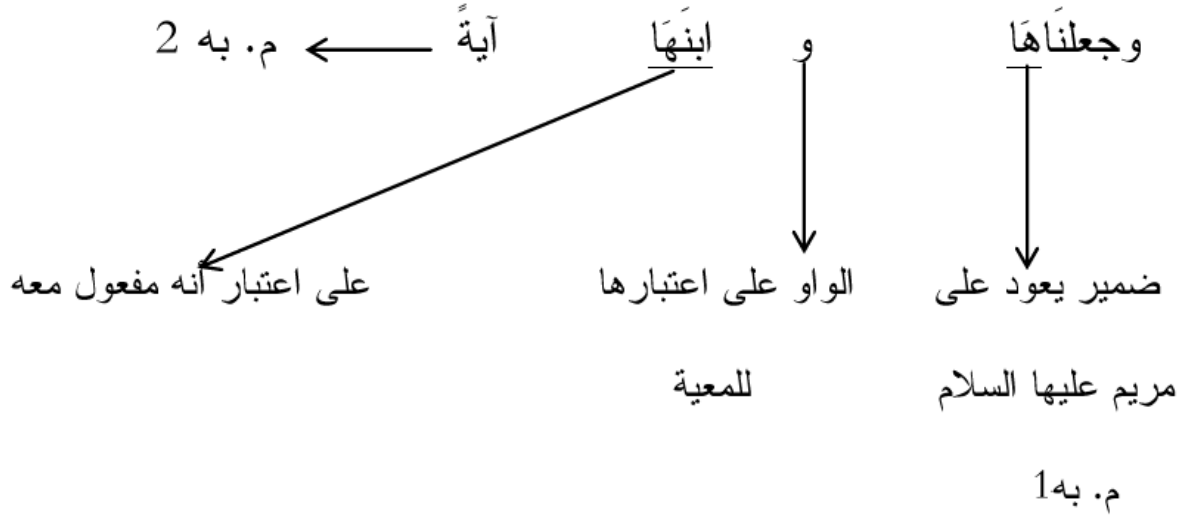 وجعلنَاهَا و ابنَهَا آيةً م. به 2
ضمير يعود على الواو على اعتبارها على اعتبار أنه مفعول معه
مريم عليها السلام للمعية
م. به1